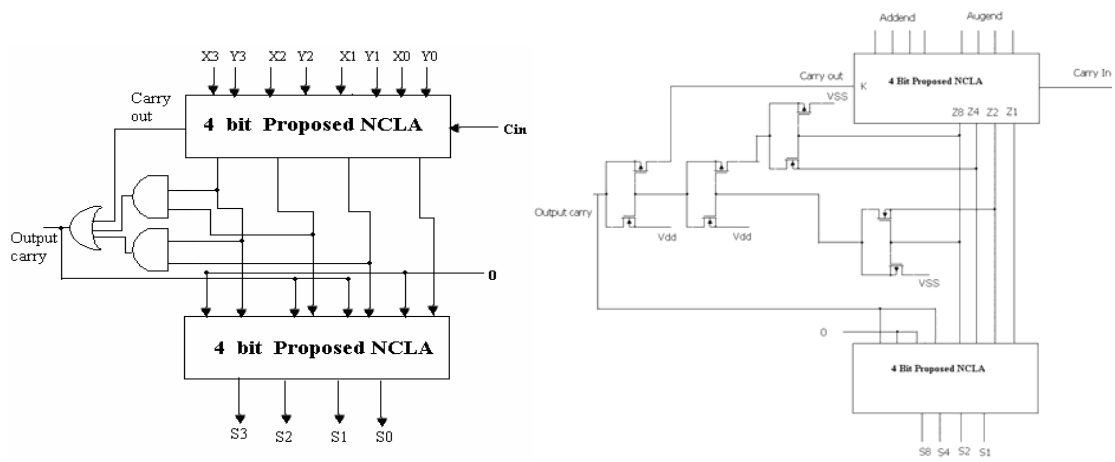 X3 Y3 X2 Y2 X1 Y1 X0 Y0
Carry
out
4 bit Proposed NCLA
Cin
Output
carry
0
4 bit Proposed NCLA
S3 S2 S1 S0
Addend Augend
Carry out
K
4 Bit Proposed NCLA
Carry In
Z8 Z4 Z2 Z1
VSS
Output carry
Vdd
Vdd
VSS
0
4 Bit Proposed NCLA
S8 S4 S2 S1